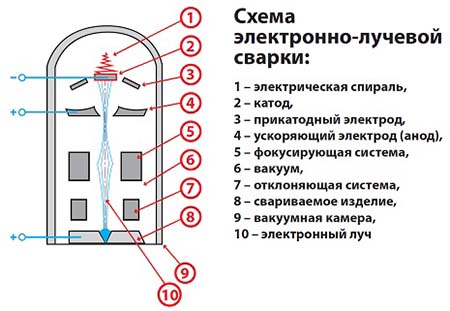 Схема
электронно-лучевой
сварки:
1 – электрическая спираль,
2 – катод,
3 – прикатодный электрод,
4 – ускоряющий электрод (анод),
5 – фокусирующая система,
6 – вакуум,
7 – отклоняющая система,
8 – свариваемое изделие,
9 – вакуумная камера,
10 – электронный луч
1
2
3
4
5
6
7
8
9
10
–
+
+